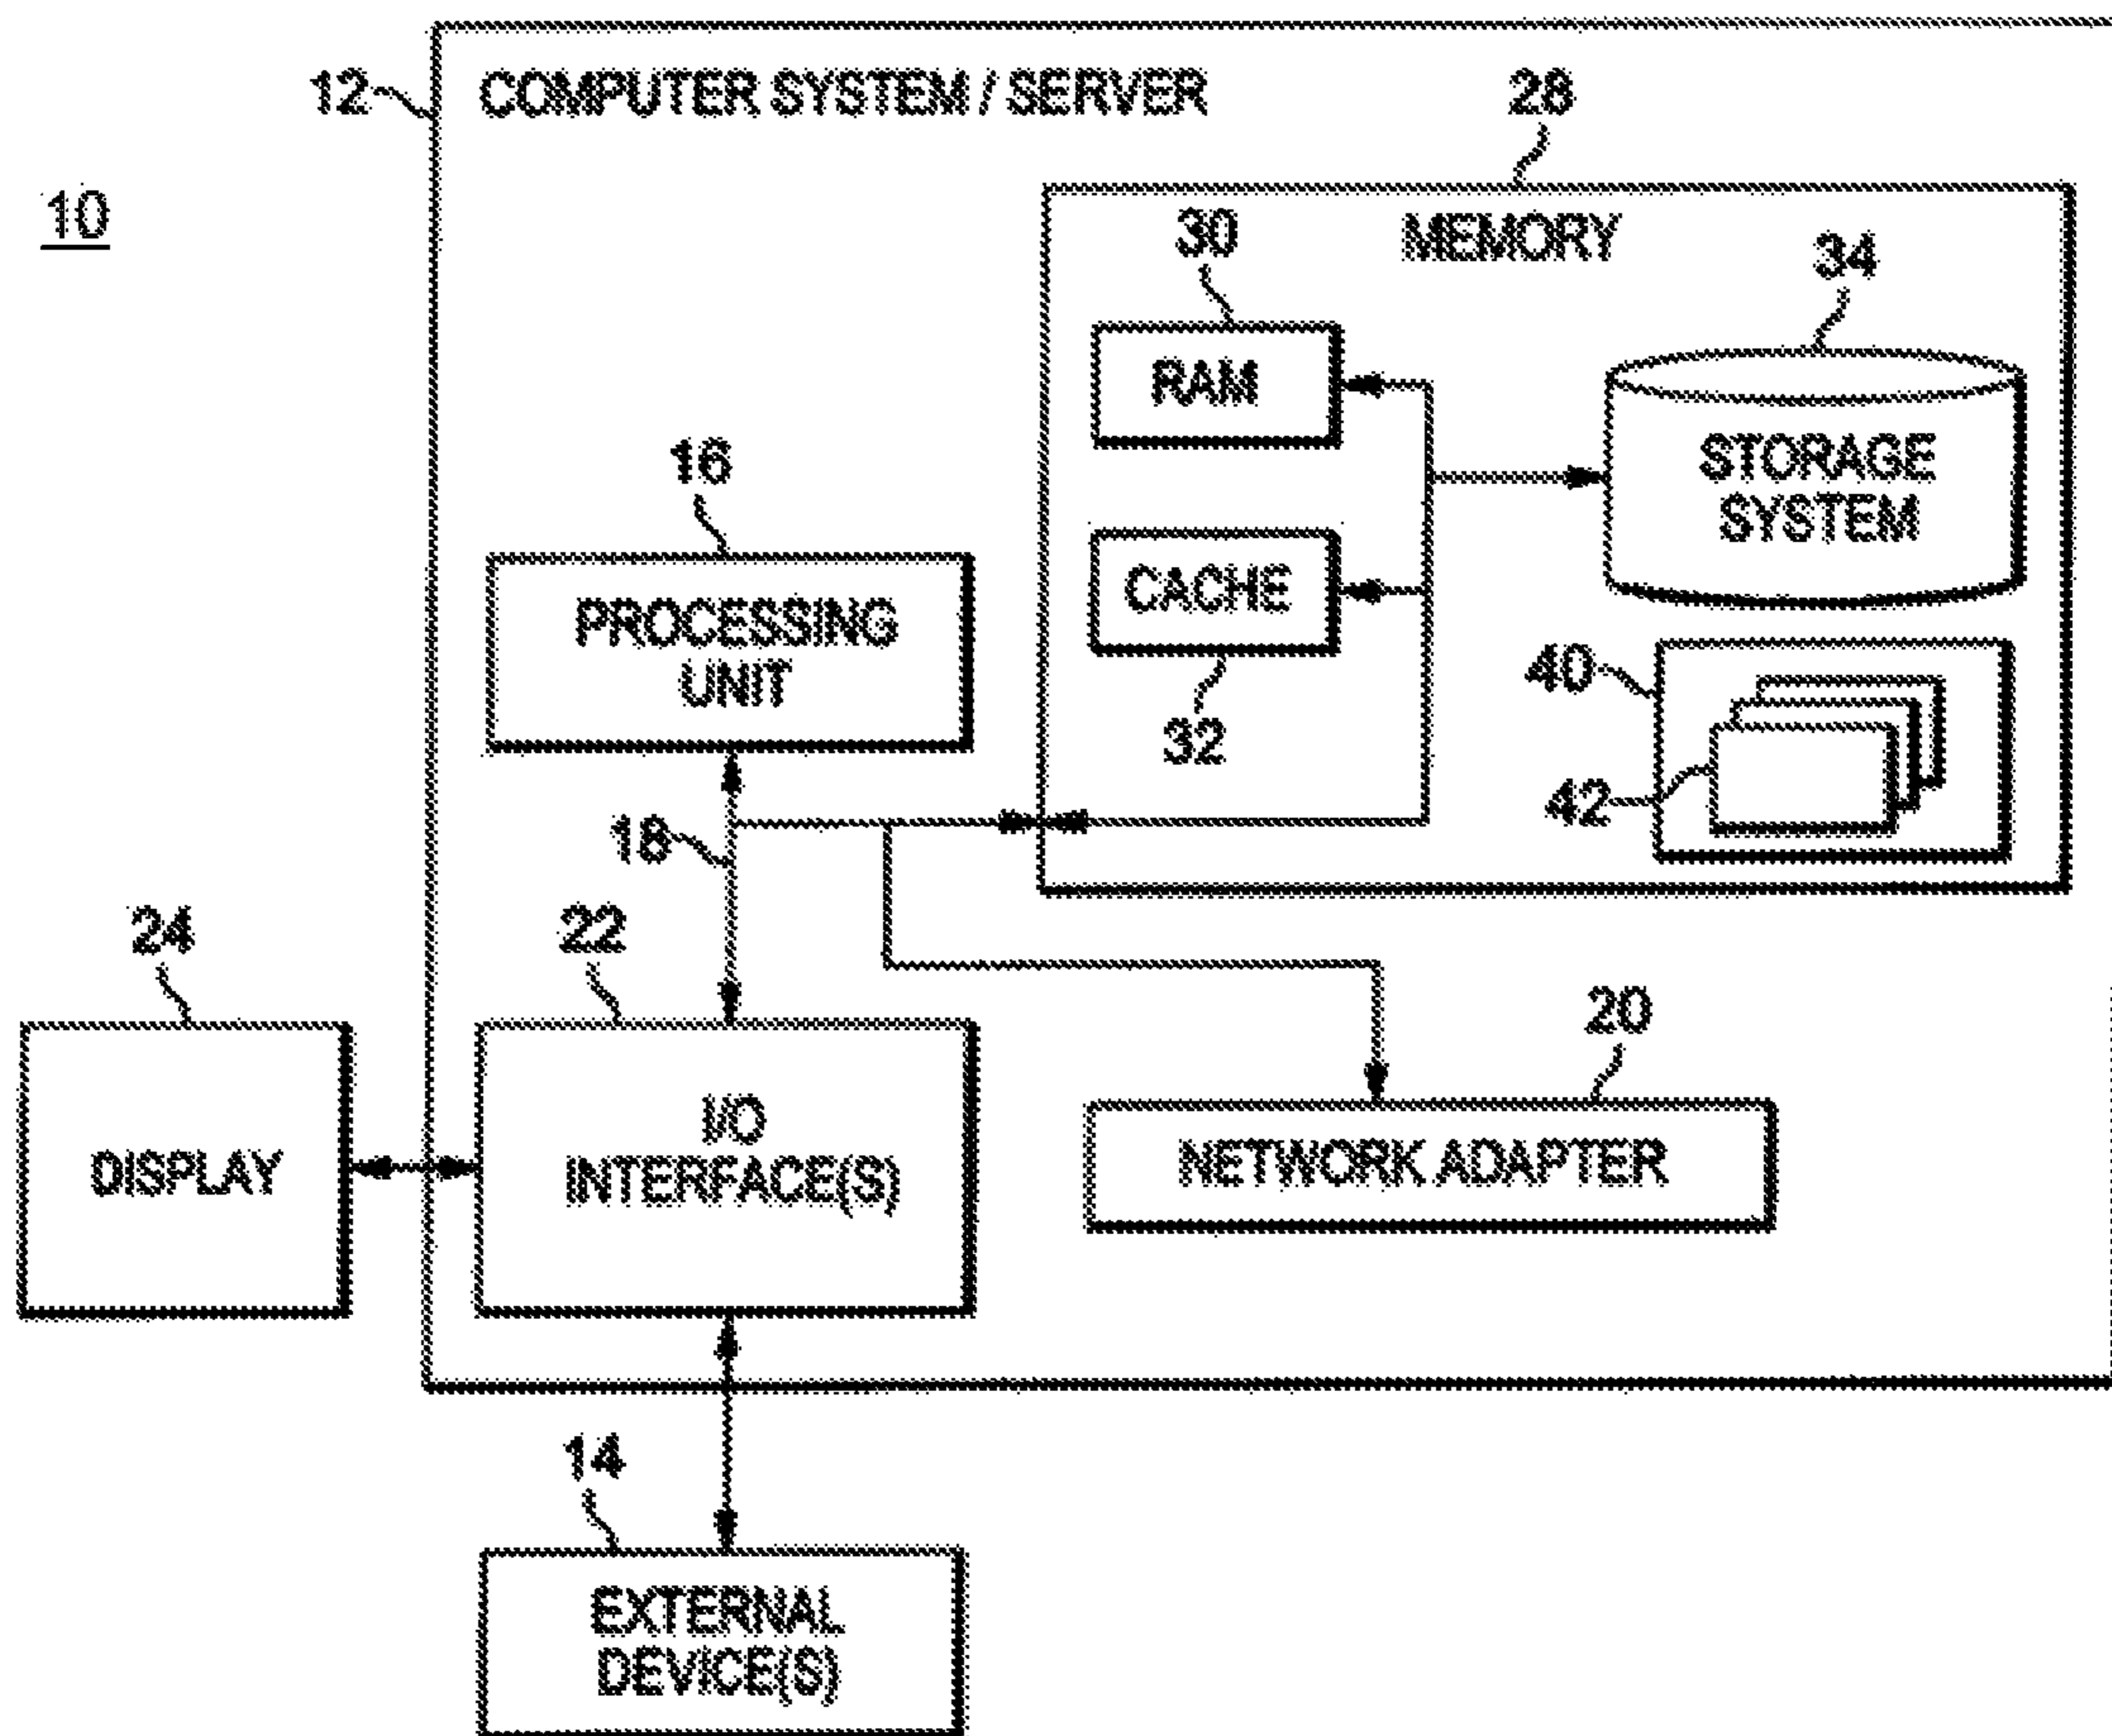 12
COMPUTER SYSTEM / SERVER
28
10
30
MEMORY
34
RAM
STORAGE
SYSTEM
16
CACHE
PROCESSING
UNIT
32
40
42
18
24
22
20
DISPLAY
I/O
INTERFACE(S)
NETWORK ADAPTER
14
EXTERNAL
DEVICE(S)